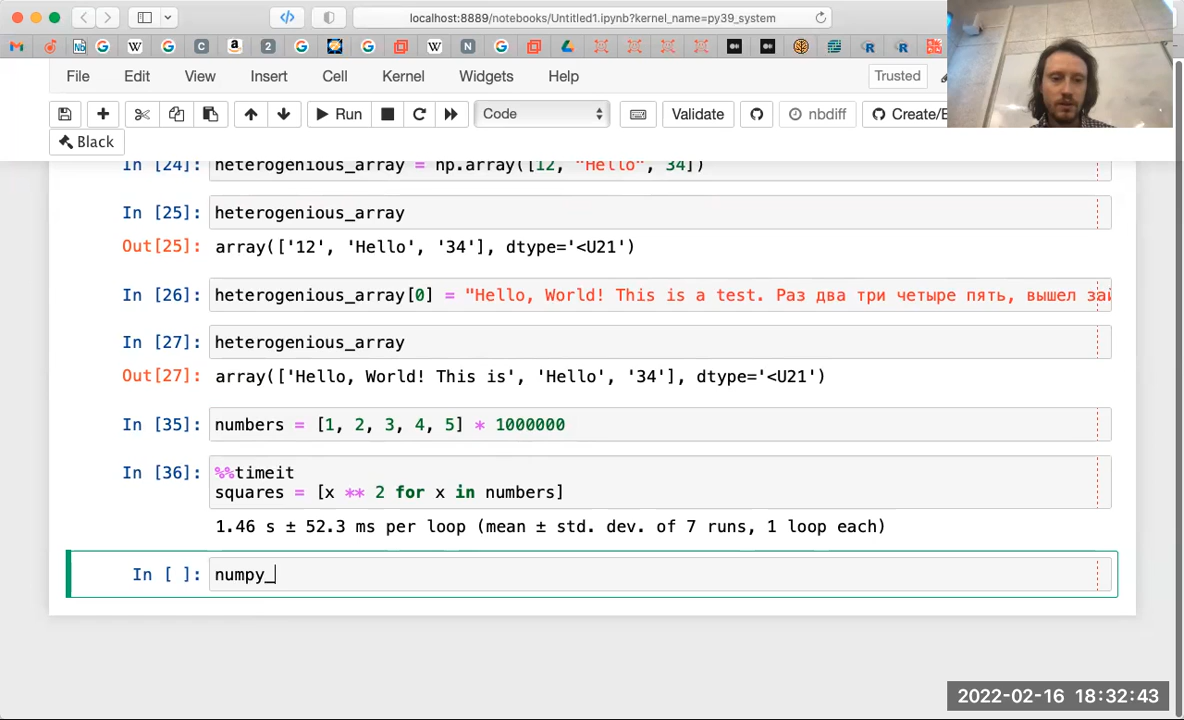 localhost:8889/notebooks/Untitled1.ipynb?kernel_name=py39_system
File Edit View Insert Cell Kernel Widgets Help Trusted
Run Code Validate nbdiff Create/E
Black
In [24]: heterogenious_array = np.array([12, "Hello", 34])
In [25]: heterogenious_array
Out[25]: array(['12', 'Hello', '34'], dtype='<U21')
In [26]: heterogenious_array[0] = "Hello, World! This is a test. Раз два три четыре пять, вышел зай
In [27]: heterogenious_array
Out[27]: array(['Hello, World! This is', 'Hello', '34'], dtype='<U21')
In [35]: numbers = [1, 2, 3, 4, 5] * 1000000
In [36]: %%timeit
squares = [x ** 2 for x in numbers]
1.46 s ± 52.3 ms per loop (mean ± std. dev. of 7 runs, 1 loop each)
In [ ]: numpy_
2022-02-16 18:32:43